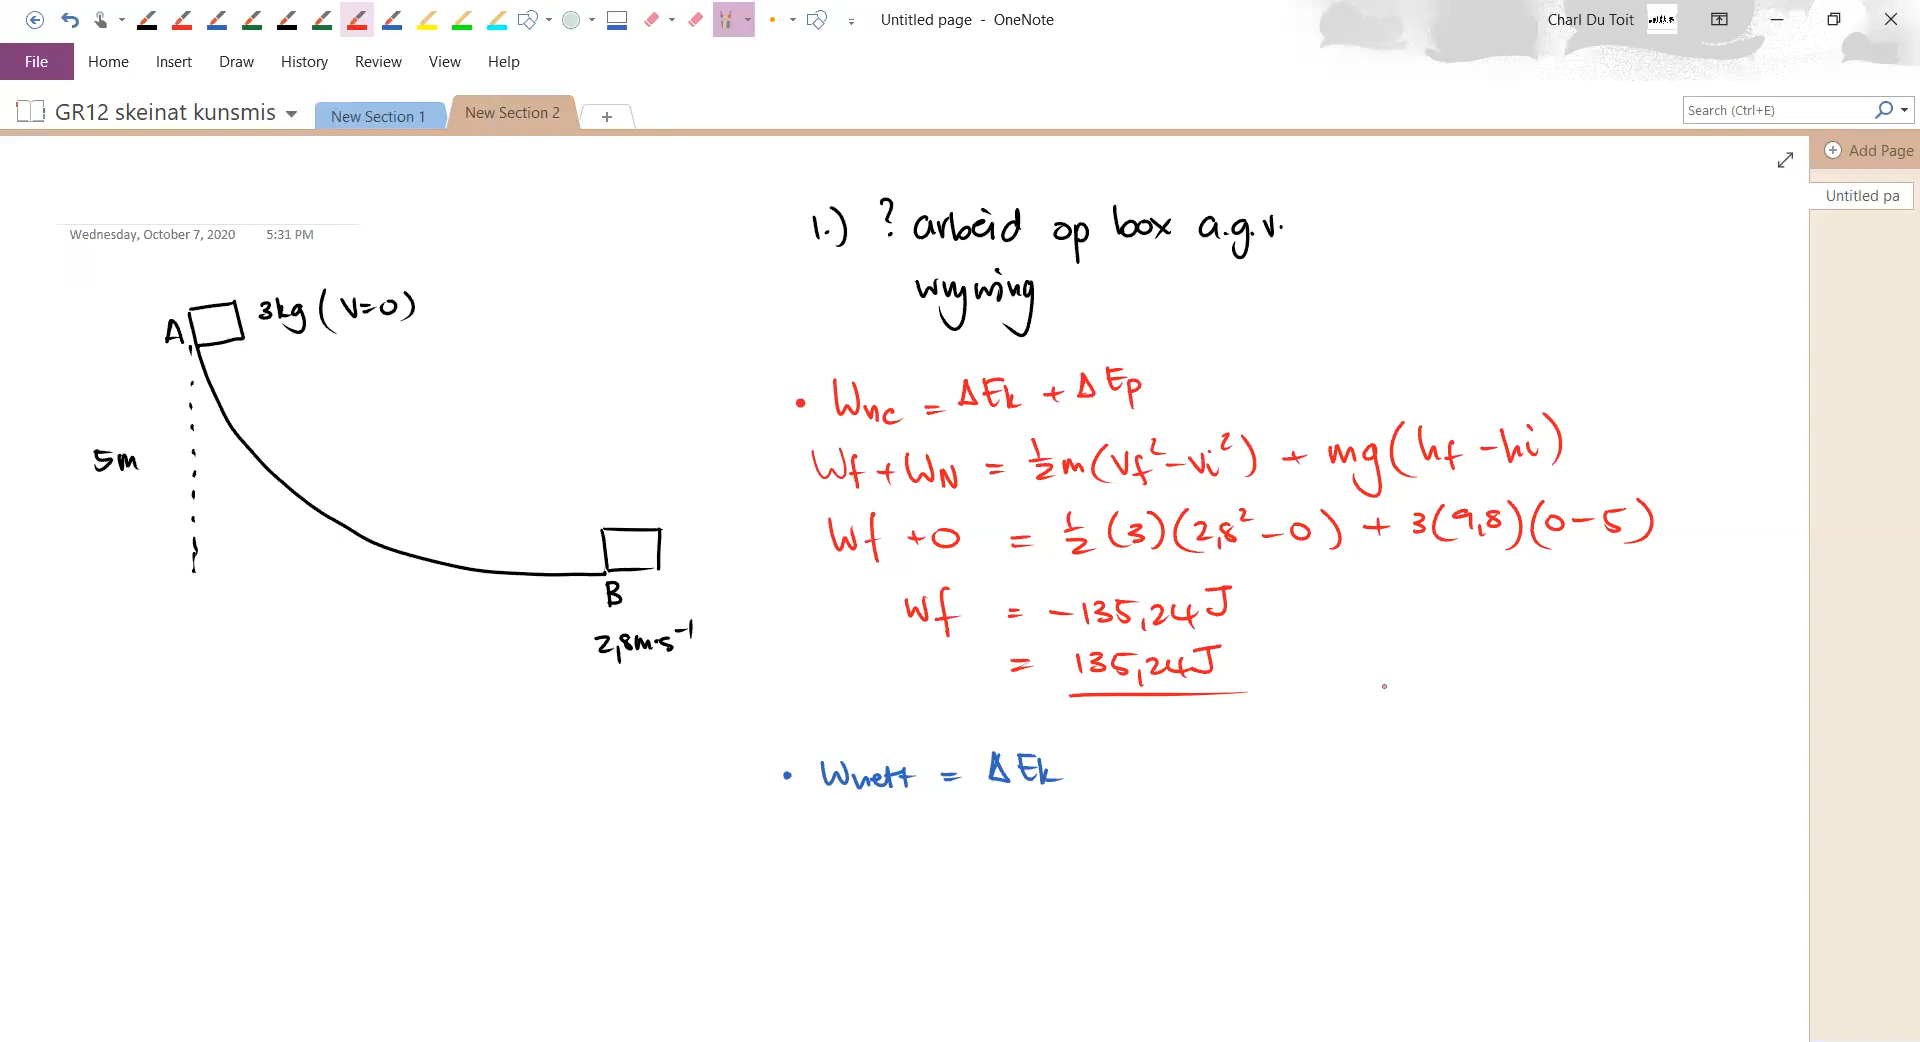 Untitled page - OneNote
Charl Du Toit
File Home Insert Draw History Review View Help
GR12 skeinat kunsmis
New Section 1
New Section 2
+
Search (Ctrl+E)
Add Page
Untitled pa
Wednesday, October 7, 2020 5:31 PM
A 3kg (V=0)
5m
B
2,8m·s⁻¹
1.) ? arbeid op box a.g.v.
wrywing
• Wnc = ΔEk + ΔEp
Wf + WN = ½m(Vf² - Vi²) + mg(hf - hi)
Wf + 0 = ½(3)(2,8² - 0) + 3(9,8)(0 - 5)
Wf = -135,24 J
= 135,24J
• Wnett = ΔEk